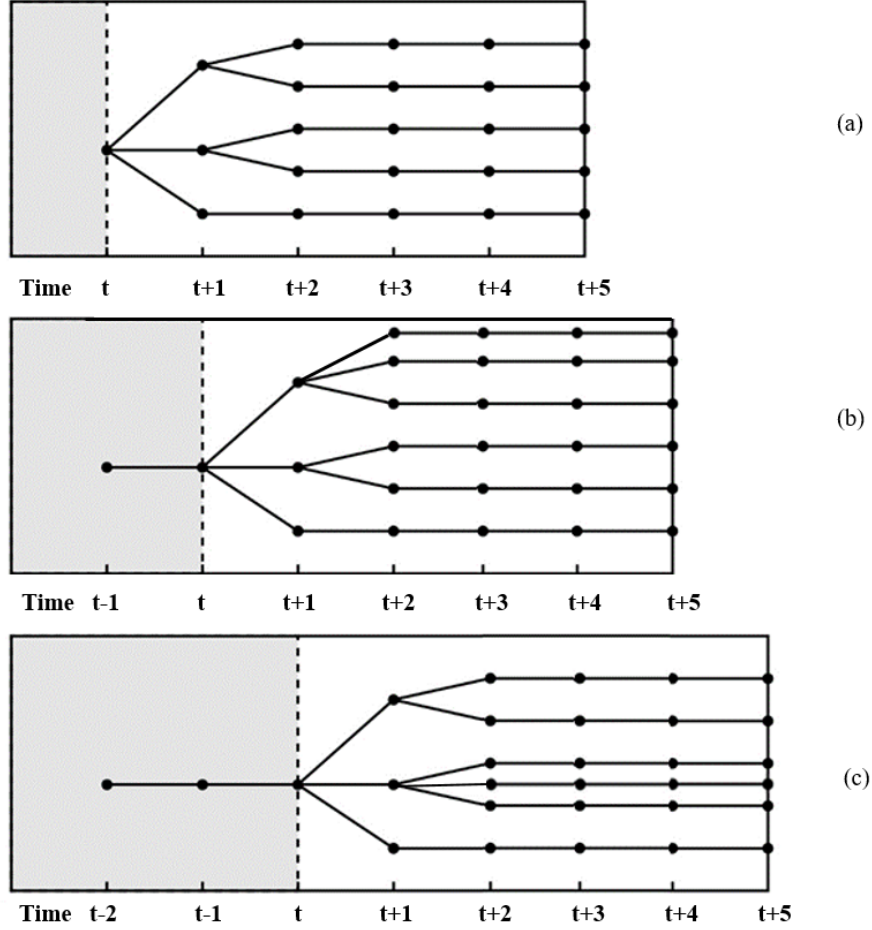 (a)
Time t t+1 t+2 t+3 t+4 t+5
(b)
Time t-1 t t+1 t+2 t+3 t+4 t+5
(c)
Time t-2 t-1 t t+1 t+2 t+3 t+4 t+5